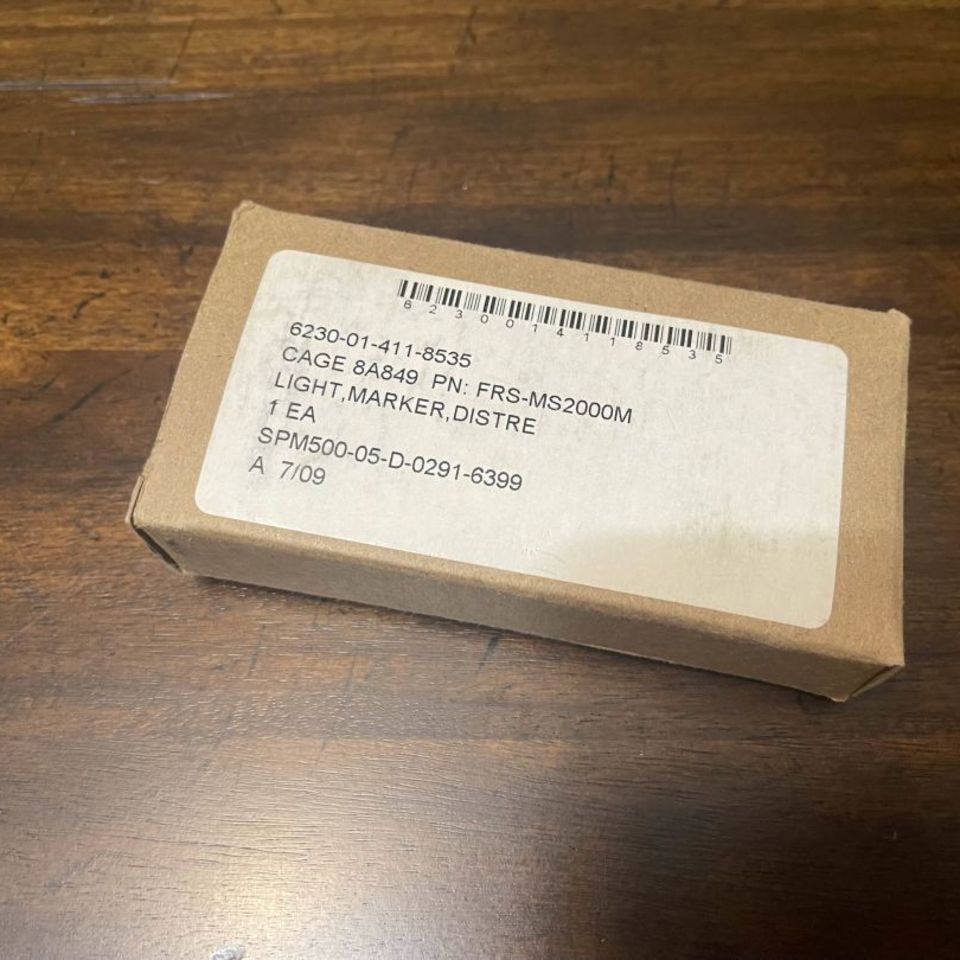 6230014118535
6230-01-411-8535
CAGE 8A849 PN: FRS-MS2000M
LIGHT,MARKER,DISTRE
1 EA
SPM500-05-D-0291-6399
A 7/09